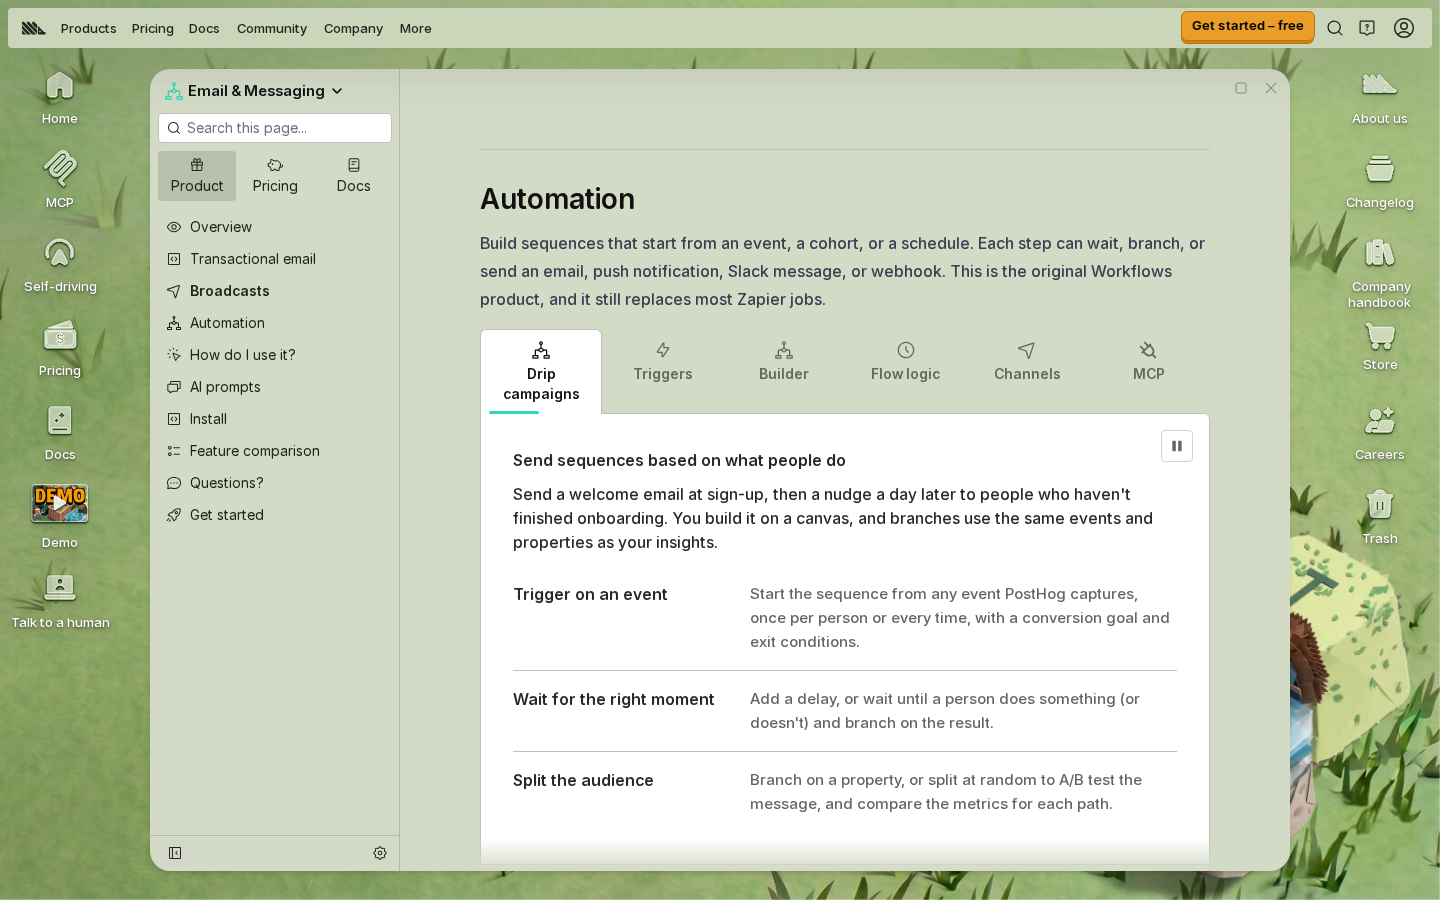 Products Pricing Docs Community Company More Get started – free
Home
MCP
Self-driving
Pricing
Docs
DEMO
Demo
Talk to a human
Email & Messaging
Search this page...
Product Pricing Docs
Overview
Transactional email
Broadcasts
Automation
How do I use it?
AI prompts
Install
Feature comparison
Questions?
Get started
Automation
Build sequences that start from an event, a cohort, or a schedule. Each step can wait, branch, or
send an email, push notification, Slack message, or webhook. This is the original Workflows
product, and it still replaces most Zapier jobs.
Drip
campaigns
Triggers
Builder
Flow logic
Channels
MCP
Send sequences based on what people do
Send a welcome email at sign-up, then a nudge a day later to people who haven't
finished onboarding. You build it on a canvas, and branches use the same events and
properties as your insights.
Trigger on an event
Start the sequence from any event PostHog captures,
once per person or every time, with a conversion goal and
exit conditions.
Wait for the right moment
Add a delay, or wait until a person does something (or
doesn't) and branch on the result.
Split the audience
Branch on a property, or split at random to A/B test the
message, and compare the metrics for each path.
About us
Changelog
Company
handbook
Store
Careers
Trash